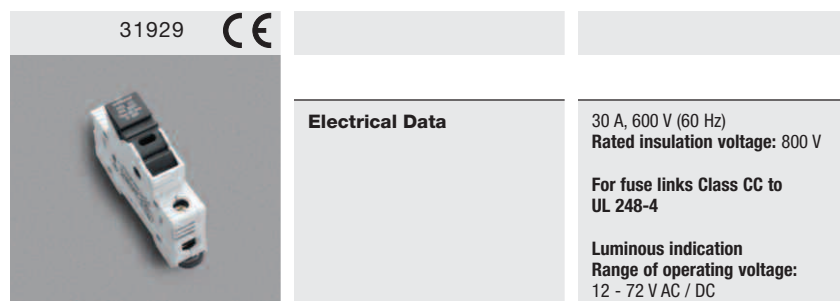 31929 CE
Electrical Data
30 A, 600 V (60 Hz)
Rated insulation voltage: 800 V
For fuse links Class CC to
UL 248-4
Luminous indication
Range of operating voltage:
12 - 72 V AC / DC